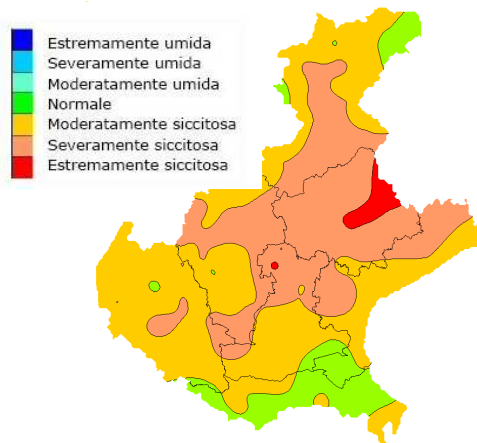 Estremamente umida
Severamente umida
Moderatamente umida
Normale
Moderatamente siccitosa
Severamente siccitosa
Estremamente siccitosa